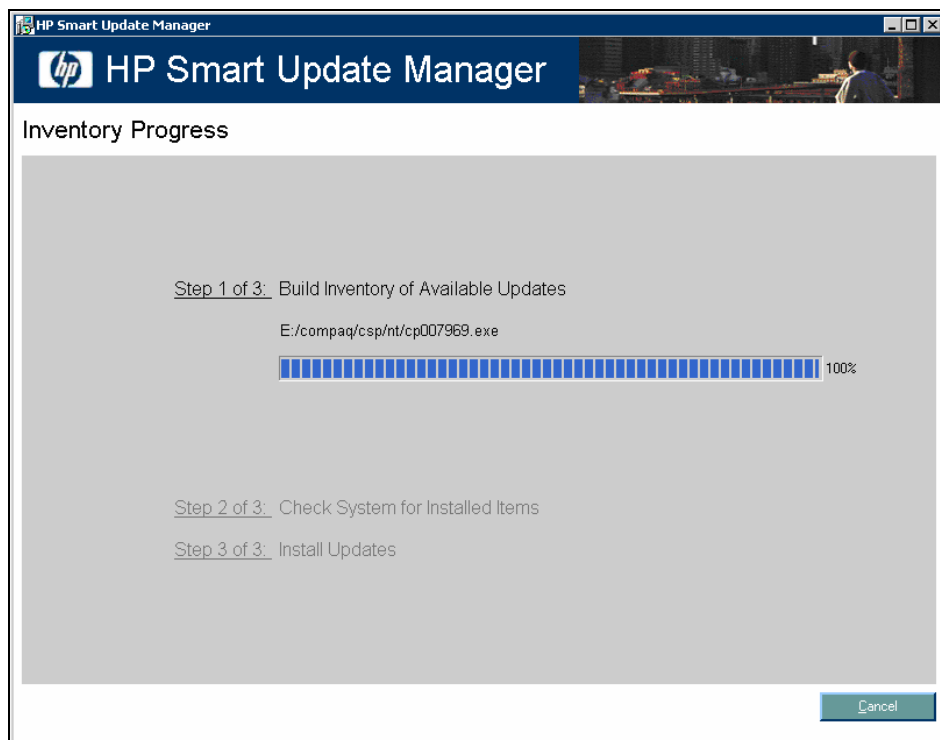 HP Smart Update Manager
hp HP Smart Update Manager
Inventory Progress
Step 1 of 3: Build Inventory of Available Updates
E:/compaq/csp/nt/cp007969.exe
100%
Step 2 of 3: Check System for Installed Items
Step 3 of 3: Install Updates
Cancel